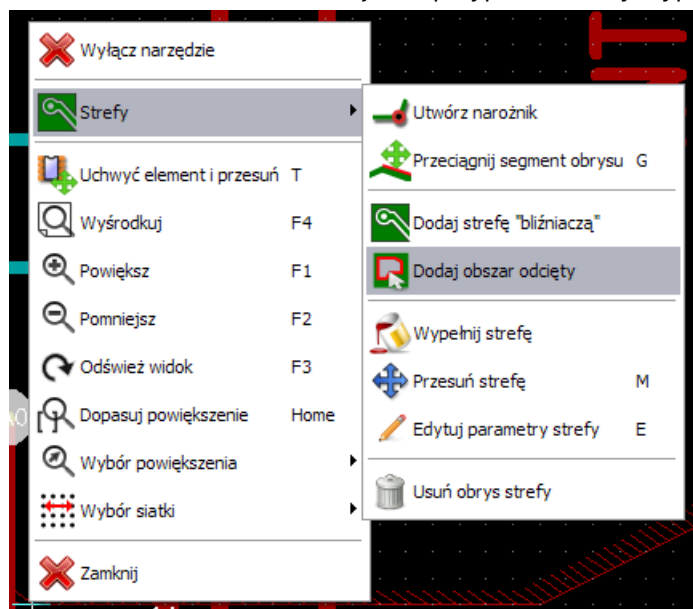 Wyłącz narzędzie
Strefy
Uchwyć element i przesuń T
Wyśrodkuj F4
Powiększ F1
Pomniejsz F2
Odśwież widok F3
Dopasuj powiększenie Home
Wybór powiększenia
Wybór siatki
Zamknij
Utwórz narożnik
Przeciągnij segment obrysu G
Dodaj strefę "bliźniaczą"
Dodaj obszar odcięty
Wypełnij strefę
Przesuń strefę M
Edytuj parametry strefy E
Usuń obrys strefy